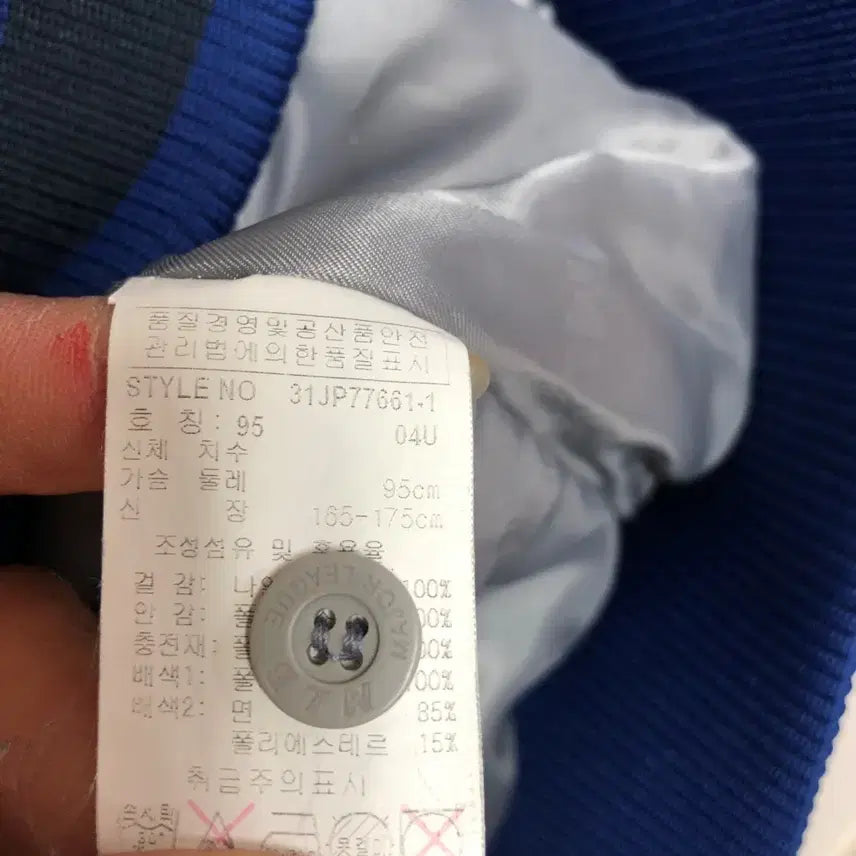 품질경영및공산품안전
관리법에의한품질표시
STYLE NO 31JP77661-1
호 칭: 95 04U
신체 치수
가슴 둘레 95cm
신 장 165-175cm
조성섬유 및 혼용율
겉 감: 100%
안 감:
충전재:
배색1: 100%
배색2: 면 85%
폴리에스테르 15%
취급주의표시
MAJOR LEAGUE
MLB